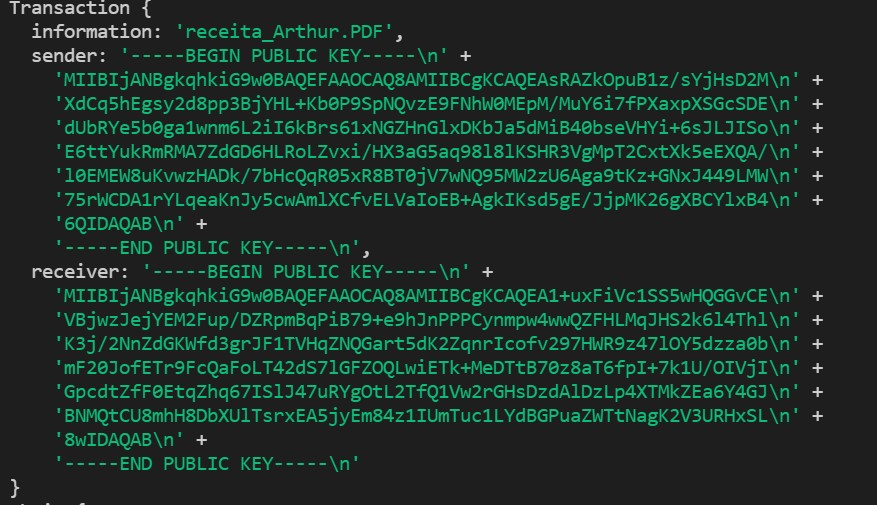 Transaction {
  information: 'receita_Arthur.PDF',
  sender: '-----BEGIN PUBLIC KEY-----\n' +
    'MIIBIjANBgkqhkiG9w0BAQEFAAOCAQ8AMIIBCgKCAQEAsRAZkOpuB1z/sYjHsD2M\n' +
    'XdCq5hEgsy2d8pp3BjYHL+Kb0P9SpNQvzE9FNhW0MEpM/MuY6i7fPXaxpXSGcSDE\n' +
    'dUbRYe5b0ga1wnm6L2iI6kBrs61xNGZHnGlxDKbJa5dMiB40bseVHYi+6sJLJISo\n' +
    'E6ttYukRmRMA7ZdGD6HLRoLZvxi/HX3aG5aq98l8lKSHR3VgMpT2CxtXk5eEXQA/\n' +
    'l0EMEW8uKvwzHADk/7bHcQqR05xR8BT0jV7wNQ95MW2zU6Aga9tKz+GNxJ449LMW\n' +
    '75rWCDA1rYLqeaKnJy5cwAmlXCfvELVaIoEB+AgkIKsd5gE/JjpMK26gXBCYlxB4\n' +
    '6QIDAQAB\n' +
    '-----END PUBLIC KEY-----\n',
  receiver: '-----BEGIN PUBLIC KEY-----\n' +
    'MIIBIjANBgkqhkiG9w0BAQEFAAOCAQ8AMIIBCgKCAQEA1+uxFiVc1SS5wHQGGvCE\n' +
    'VBjwzJejYEM2Fup/DZRpmBqPiB79+e9hJnPPPCynmpw4wwQZFHLMqJHS2k6l4Thl\n' +
    'K3j/2NnZdGKWfd3grJF1TVHqZNQGart5dK2ZqnrIcofv297HWR9z47lOY5dzza0b\n' +
    'mF20JofETr9FcQaFoLT42dS7lGFZOQLwiETk+MeDTtB70z8aT6fpI+7k1U/OIVjI\n' +
    'GpcdtZfF0EtqZhq67ISlJ47uRYgOtL2TfQ1Vw2rGHsDzdAlDzLp4XTMkZEa6Y4GJ\n' +
    'BNMQtCU8mhH8DbXUlTsrxEA5jyEm84z1IUmTuc1LYdBGPuaZWTtNagK2V3URHxSL\n' +
    '8wIDAQAB\n' +
    '-----END PUBLIC KEY-----\n'
}